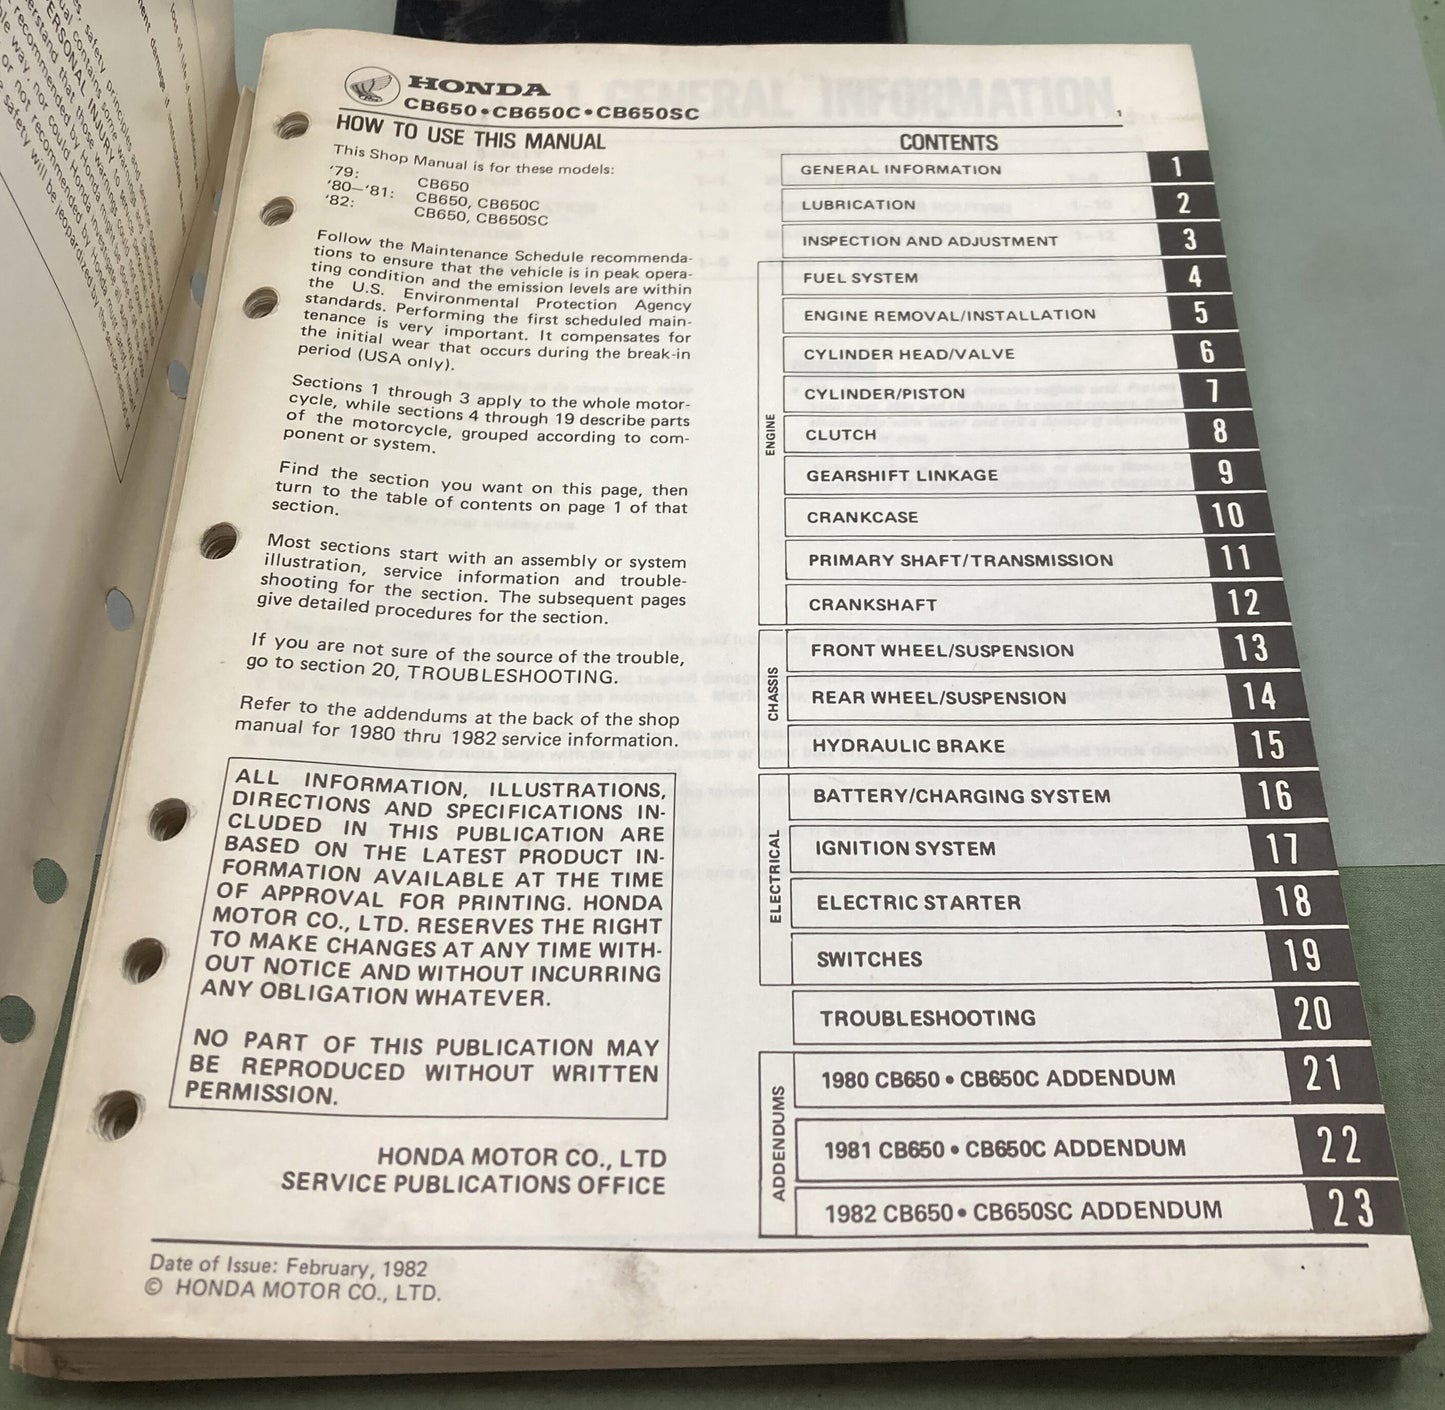 HONDA
CB650•CB650C•CB650SC
1
HOW TO USE THIS MANUAL
This Shop Manual is for these models:
'79: CB650
'80—'81: CB650, CB650C
'82: CB650, CB650SC
Follow the Maintenance Schedule recommenda-
tions to ensure that the vehicle is in peak opera-
ting condition and the emission levels are within
the U.S. Environmental Protection Agency
standards. Performing the first scheduled main-
tenance is very important. It compensates for
the initial wear that occurs during the break-in
period (USA only).
Sections 1 through 3 apply to the whole motor-
cycle, while sections 4 through 19 describe parts
of the motorcycle, grouped according to com-
ponent or system.
Find the section you want on this page, then
turn to the table of contents on page 1 of that
section.
Most sections start with an assembly or system
illustration, service information and trouble-
shooting for the section. The subsequent pages
give detailed procedures for the section.
If you are not sure of the source of the trouble,
go to section 20, TROUBLESHOOTING.
Refer to the addendums at the back of the shop
manual for 1980 thru 1982 service information.
ALL INFORMATION, ILLUSTRATIONS,
DIRECTIONS AND SPECIFICATIONS IN-
CLUDED IN THIS PUBLICATION ARE
BASED ON THE LATEST PRODUCT IN-
FORMATION AVAILABLE AT THE TIME
OF APPROVAL FOR PRINTING. HONDA
MOTOR CO., LTD. RESERVES THE RIGHT
TO MAKE CHANGES AT ANY TIME WITH-
OUT NOTICE AND WITHOUT INCURRING
ANY OBLIGATION WHATEVER.
NO PART OF THIS PUBLICATION MAY
BE REPRODUCED WITHOUT WRITTEN
PERMISSION.
HONDA MOTOR CO., LTD
SERVICE PUBLICATIONS OFFICE
Date of Issue: February, 1982
© HONDA MOTOR CO., LTD.
CONTENTS
GENERAL INFORMATION 1
LUBRICATION 2
INSPECTION AND ADJUSTMENT 3
ENGINE
FUEL SYSTEM 4
ENGINE REMOVAL/INSTALLATION 5
CYLINDER HEAD/VALVE 6
CYLINDER/PISTON 7
CLUTCH 8
GEARSHIFT LINKAGE 9
CRANKCASE 10
PRIMARY SHAFT/TRANSMISSION 11
CRANKSHAFT 12
CHASSIS
FRONT WHEEL/SUSPENSION 13
REAR WHEEL/SUSPENSION 14
HYDRAULIC BRAKE 15
ELECTRICAL
BATTERY/CHARGING SYSTEM 16
IGNITION SYSTEM 17
ELECTRIC STARTER 18
SWITCHES 19
TROUBLESHOOTING 20
ADDENDUMS
1980 CB650•CB650C ADDENDUM 21
1981 CB650•CB650C ADDENDUM 22
1982 CB650•CB650SC ADDENDUM 23